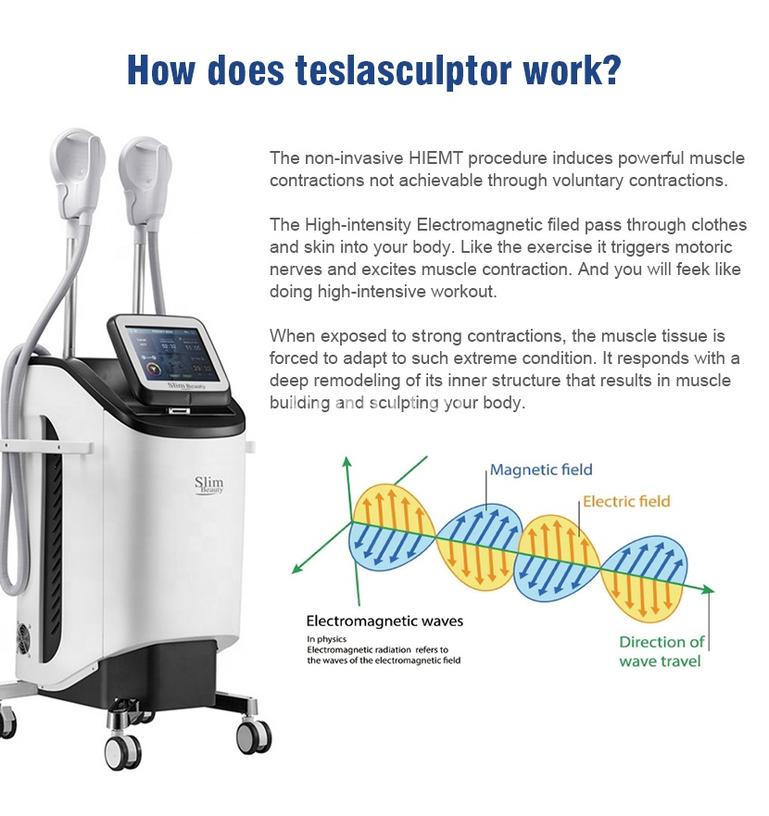 How does teslasculptor work?
The non-invasive HIEMT procedure induces powerful muscle
contractions not achievable through voluntary contractions.
The High-intensity Electromagnetic filed pass through clothes
and skin into your body. Like the exercise it triggers motoric
nerves and excites muscle contraction. And you will feek like
doing high-intensive workout.
When exposed to strong contractions, the muscle tissue is
forced to adapt to such extreme condition. It responds with a
deep remodeling of its inner structure that results in muscle
building and sculpting your body.
Slim Beauty
Slim
Beauty
Magnetic field
Electric field
Electromagnetic waves
In physics
Electromagnetic radiation refers to
the waves of the electromagnetic field
Direction of
wave travel